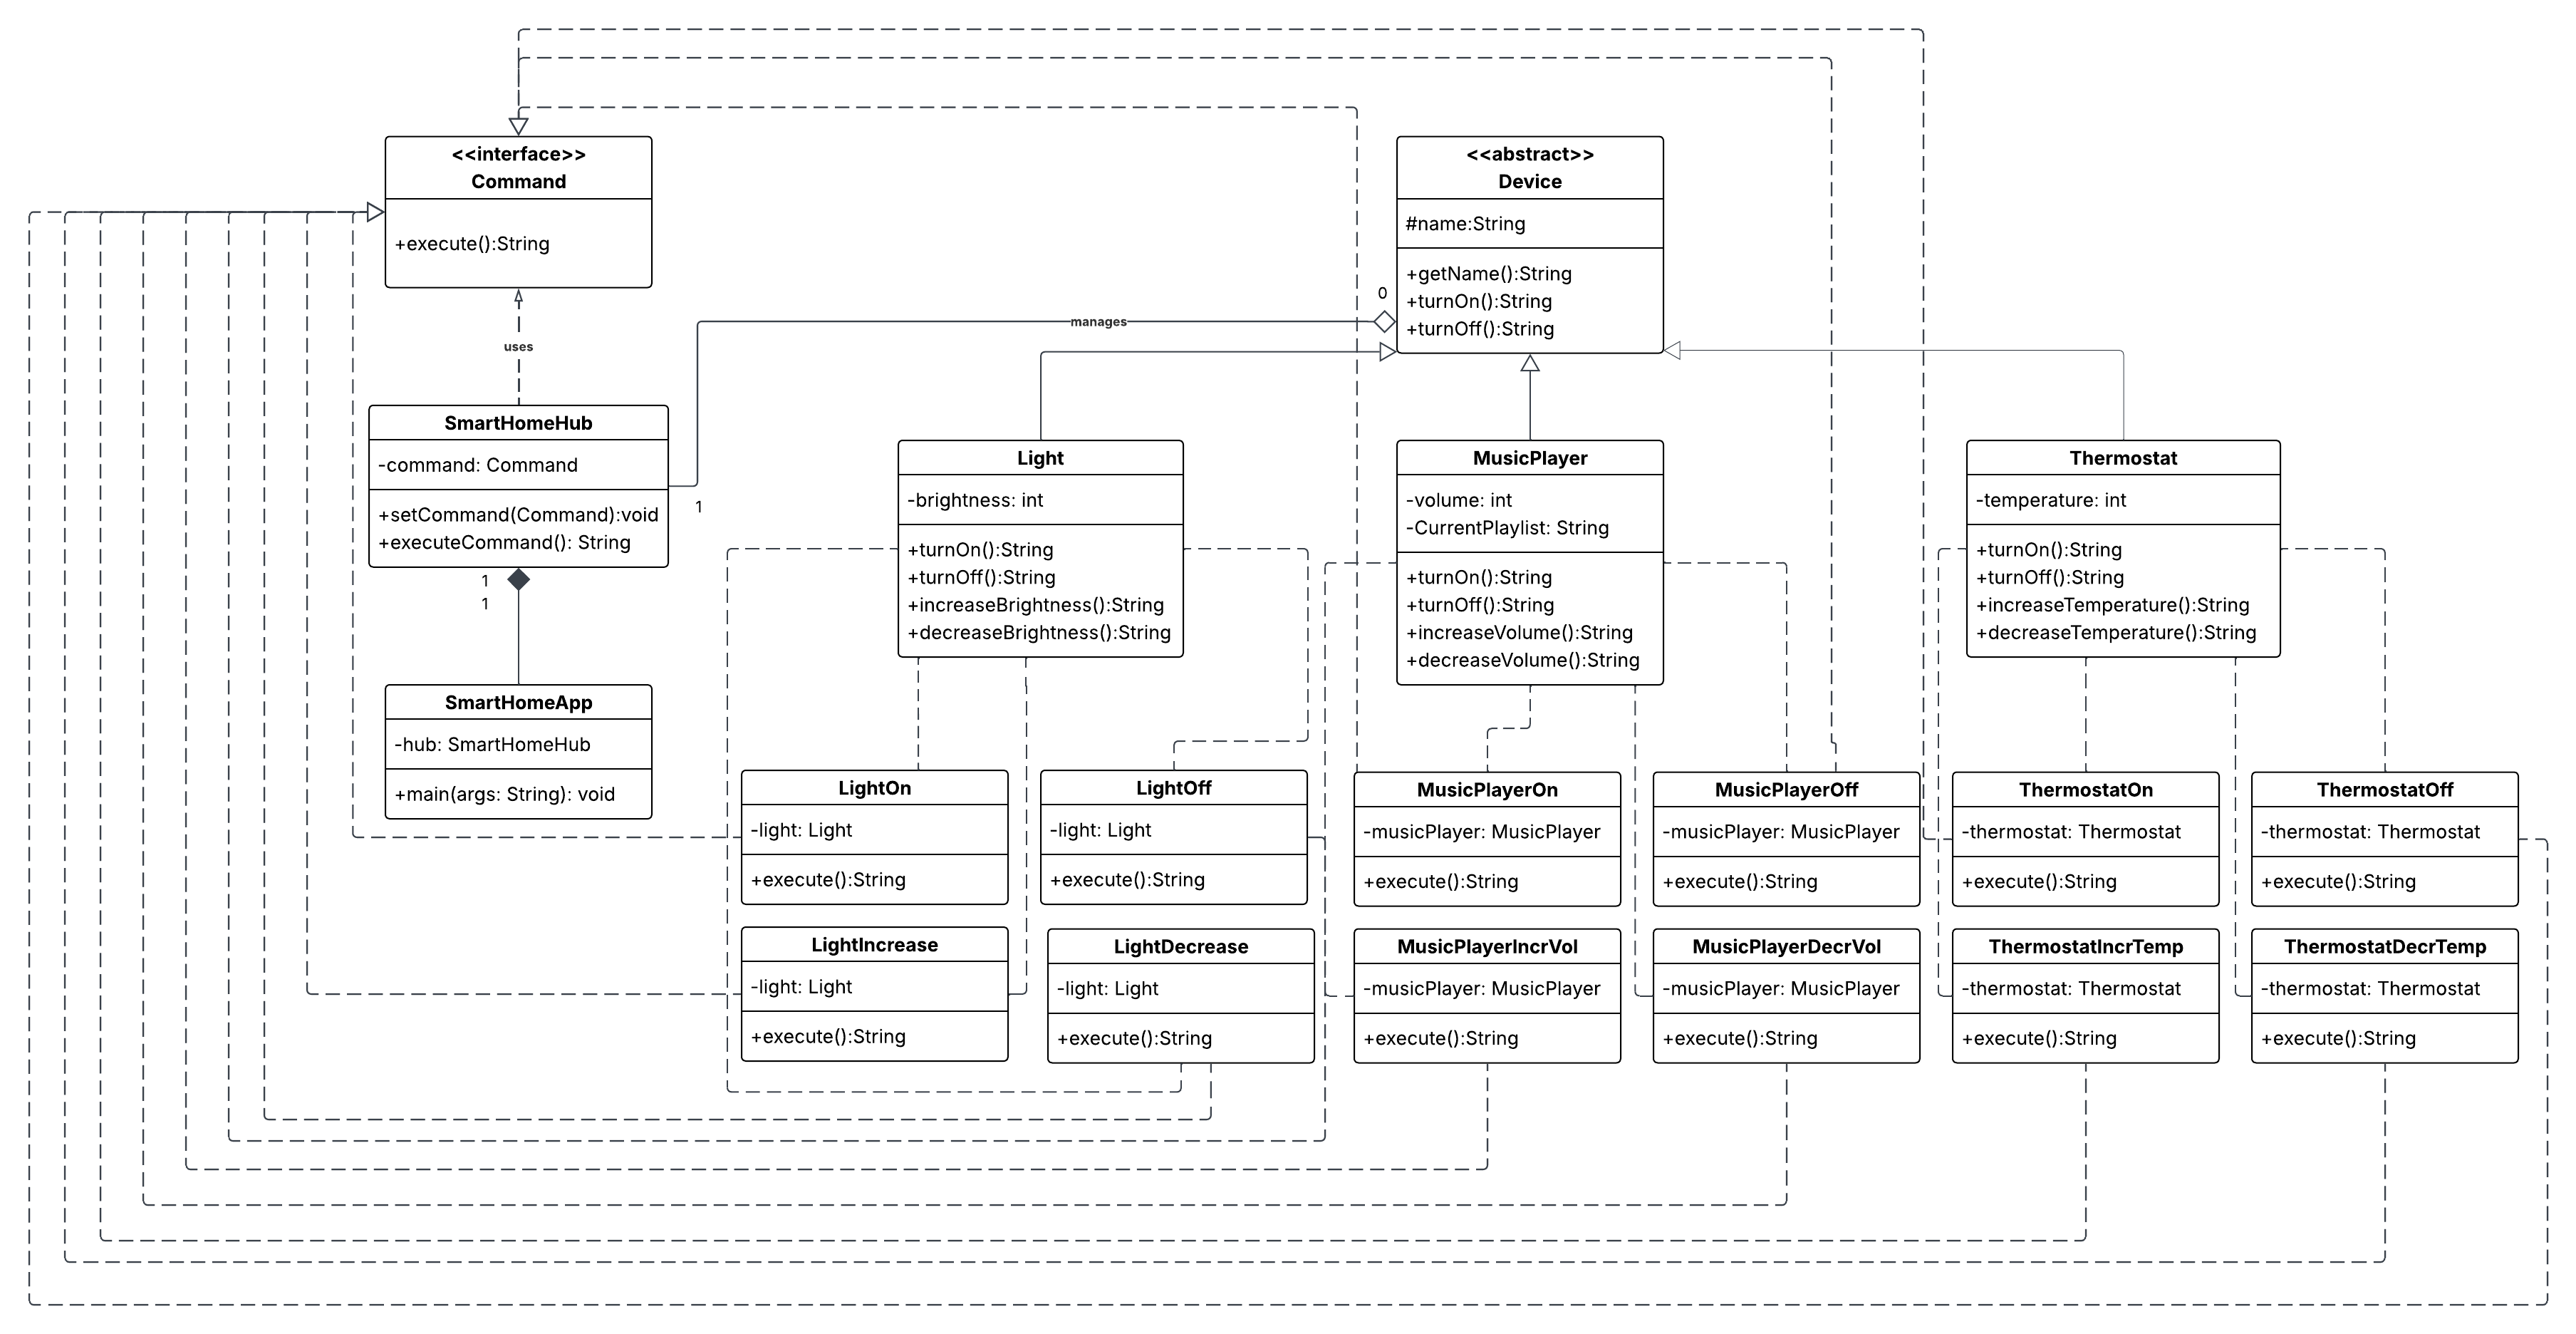 <<interface>>
Command
+execute():String
<<abstract>>
Device
#name:String
+getName():String
+turnOn():String
+turnOff():String
0
manages
uses
SmartHomeHub
-command: Command
+setCommand(Command):void
+executeCommand(): String
1
1
1
Light
-brightness: int
+turnOn():String
+turnOff():String
+increaseBrightness():String
+decreaseBrightness():String
MusicPlayer
-volume: int
-CurrentPlaylist: String
+turnOn():String
+turnOff():String
+increaseVolume():String
+decreaseVolume():String
Thermostat
-temperature: int
+turnOn():String
+turnOff():String
+increaseTemperature():String
+decreaseTemperature():String
SmartHomeApp
-hub: SmartHomeHub
+main(args: String): void
LightOn
-light: Light
+execute():String
LightOff
-light: Light
+execute():String
MusicPlayerOn
-musicPlayer: MusicPlayer
+execute():String
MusicPlayerOff
-musicPlayer: MusicPlayer
+execute():String
ThermostatOn
-thermostat: Thermostat
+execute():String
ThermostatOff
-thermostat: Thermostat
+execute():String
LightIncrease
-light: Light
+execute():String
LightDecrease
-light: Light
+execute():String
MusicPlayerIncrVol
-musicPlayer: MusicPlayer
+execute():String
MusicPlayerDecrVol
-musicPlayer: MusicPlayer
+execute():String
ThermostatIncrTemp
-thermostat: Thermostat
+execute():String
ThermostatDecrTemp
-thermostat: Thermostat
+execute():String